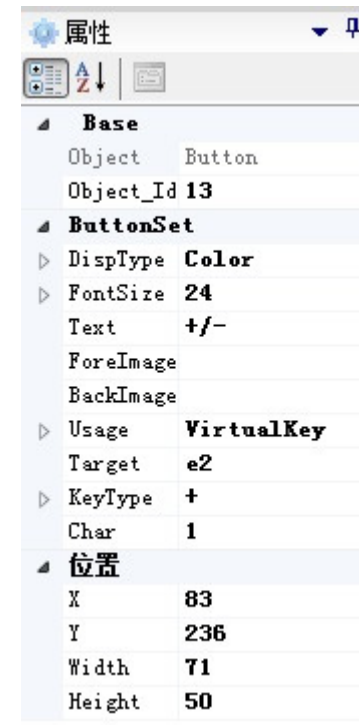 属性
Base
Object Button
Object_Id 13
ButtonSet
DispType Color
FontSize 24
Text +/-
ForeImage
BackImage
Usage VirtualKey
Target e2
KeyType +
Char 1
位置
X 83
Y 236
Width 71
Height 50